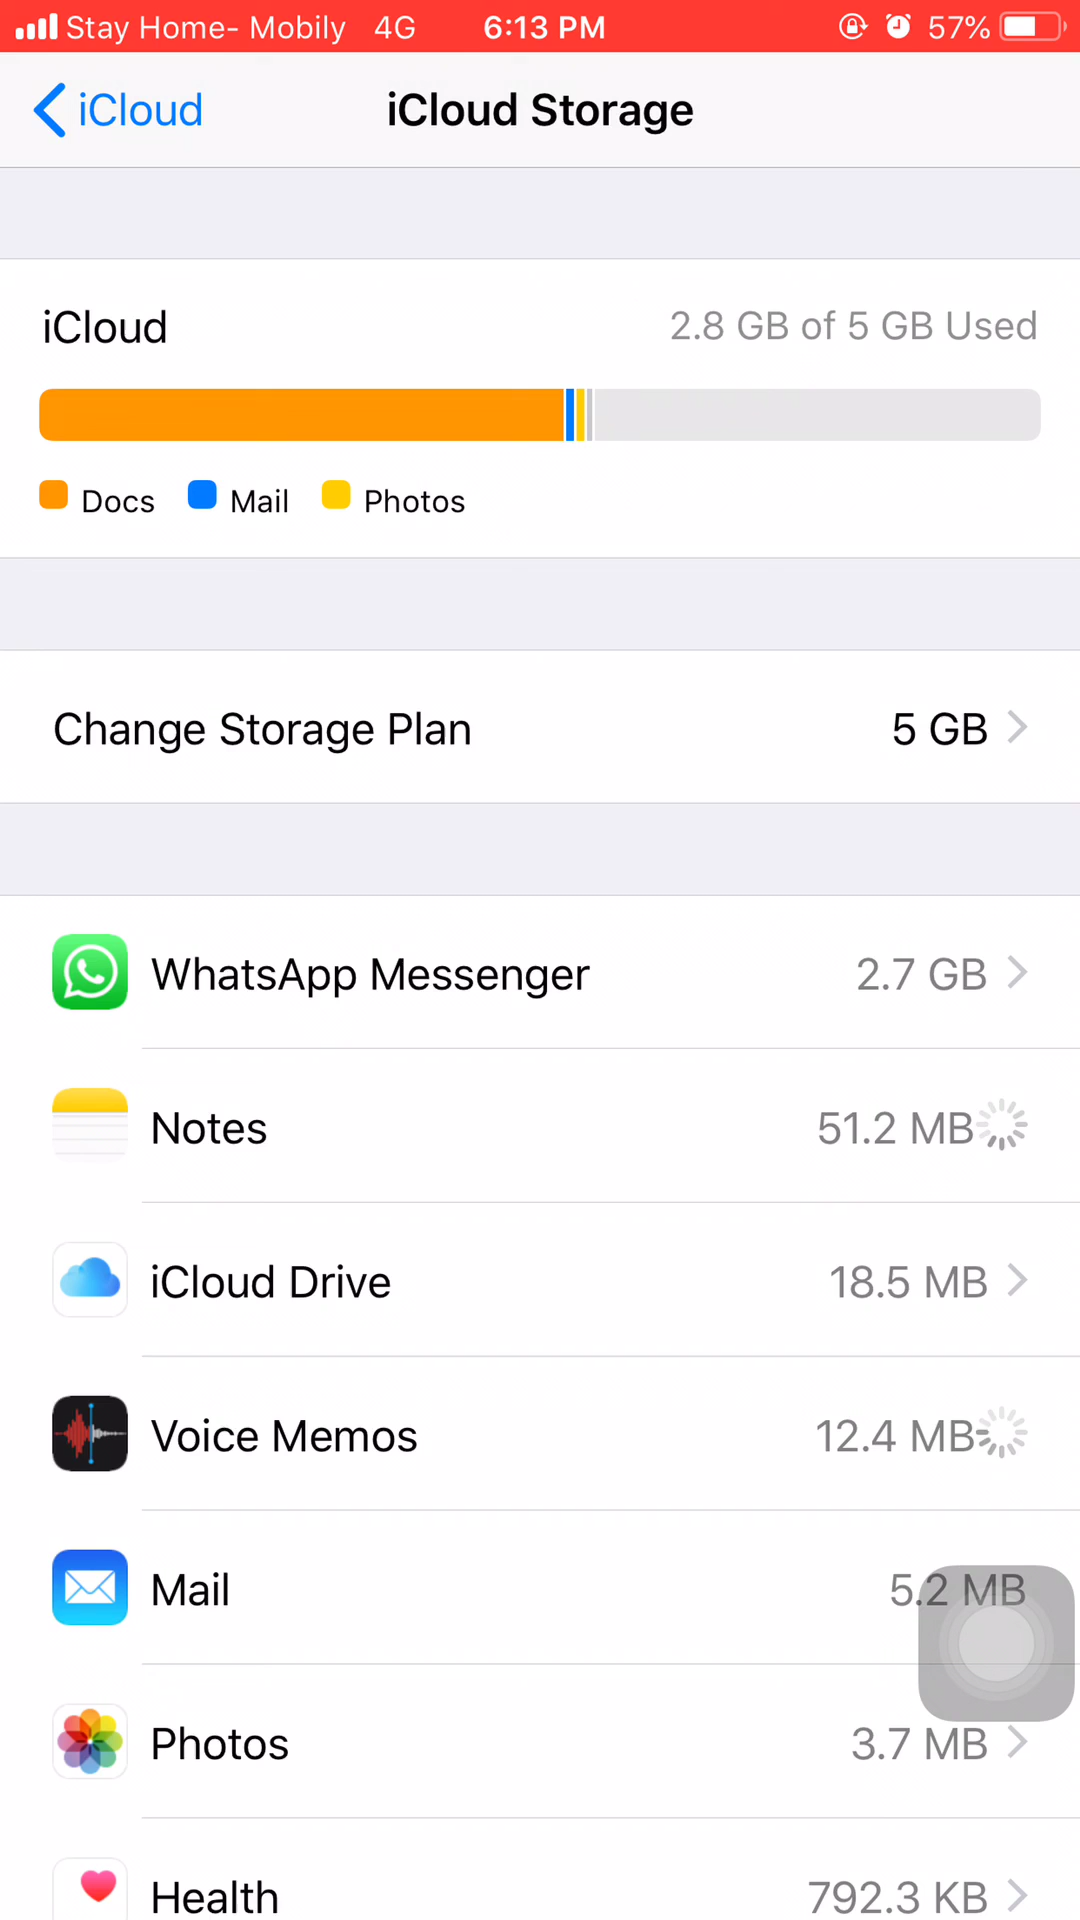 Stay Home- Mobily 4G 6:13 PM 57%
iCloud iCloud Storage
iCloud 2.8 GB of 5 GB Used
Docs Mail Photos
Change Storage Plan 5 GB
WhatsApp Messenger 2.7 GB
Notes 51.2 MB
iCloud Drive 18.5 MB
Voice Memos 12.4 MB
Mail 5.2 MB
Photos 3.7 MB
Health 792.3 KB